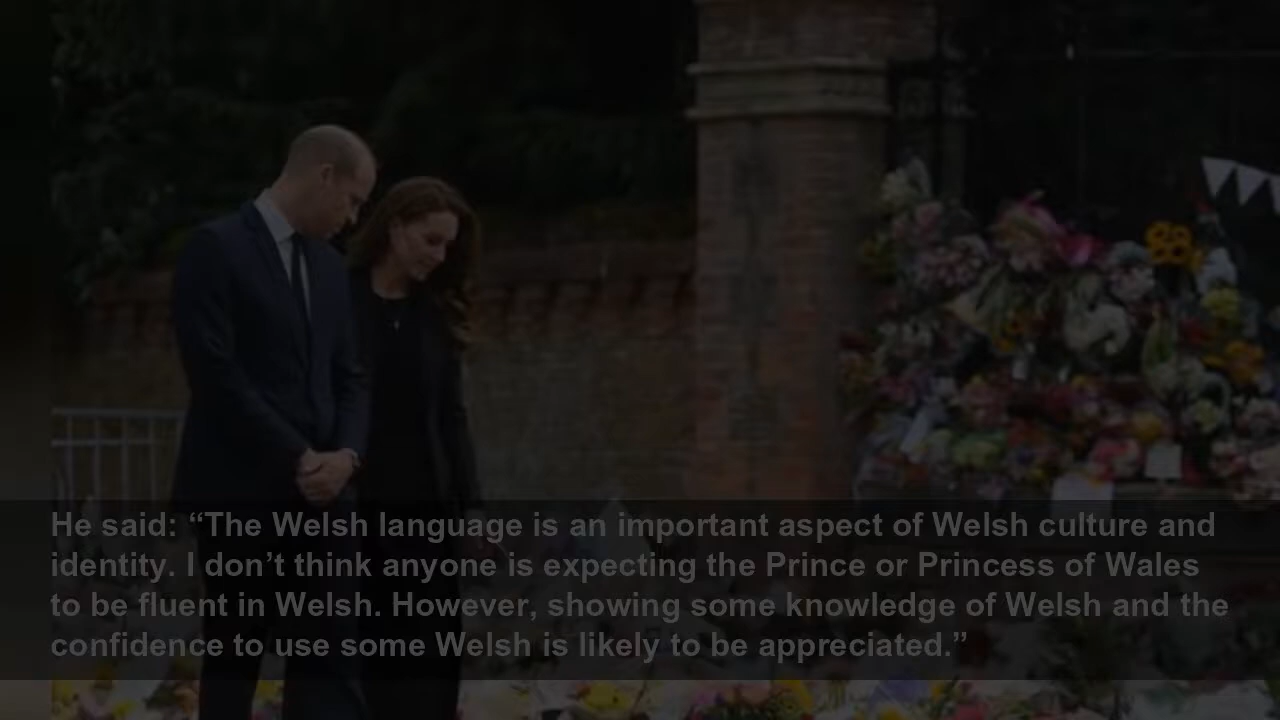 He said: “The Welsh language is an important aspect of Welsh culture and
identity. I don’t think anyone is expecting the Prince or Princess of Wales
to be fluent in Welsh. However, showing some knowledge of Welsh and the
confidence to use some Welsh is likely to be appreciated.”